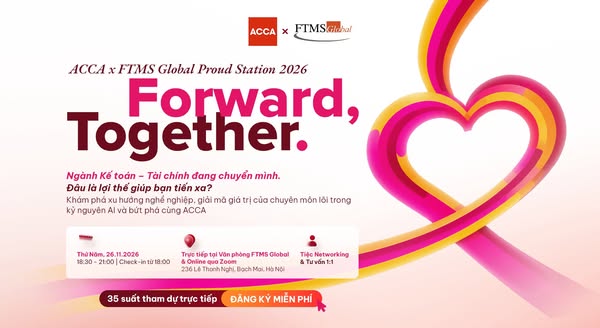 ACCA × FTMSGlobal
ACCA x FTMS Global Proud Station 2026
Forward,
Together.
Ngành Kế toán – Tài chính đang chuyển mình.
Đâu là lợi thế giúp bạn tiến xa?
Khám phá xu hướng nghề nghiệp, giải mã giá trị của chuyên môn lõi trong
kỷ nguyên AI và bứt phá cùng ACCA
Thứ Năm, 26.11.2026
18:30 - 21:00 | Check-in từ 18:00
Trực tiếp tại Văn phòng FTMS Global
& Online qua Zoom
236 Lê Thanh Nghị, Bạch Mai, Hà Nội
Tiệc Networking
& Tư vấn 1:1
35 suất tham dự trực tiếp ĐĂNG KÝ MIỄN PHÍ